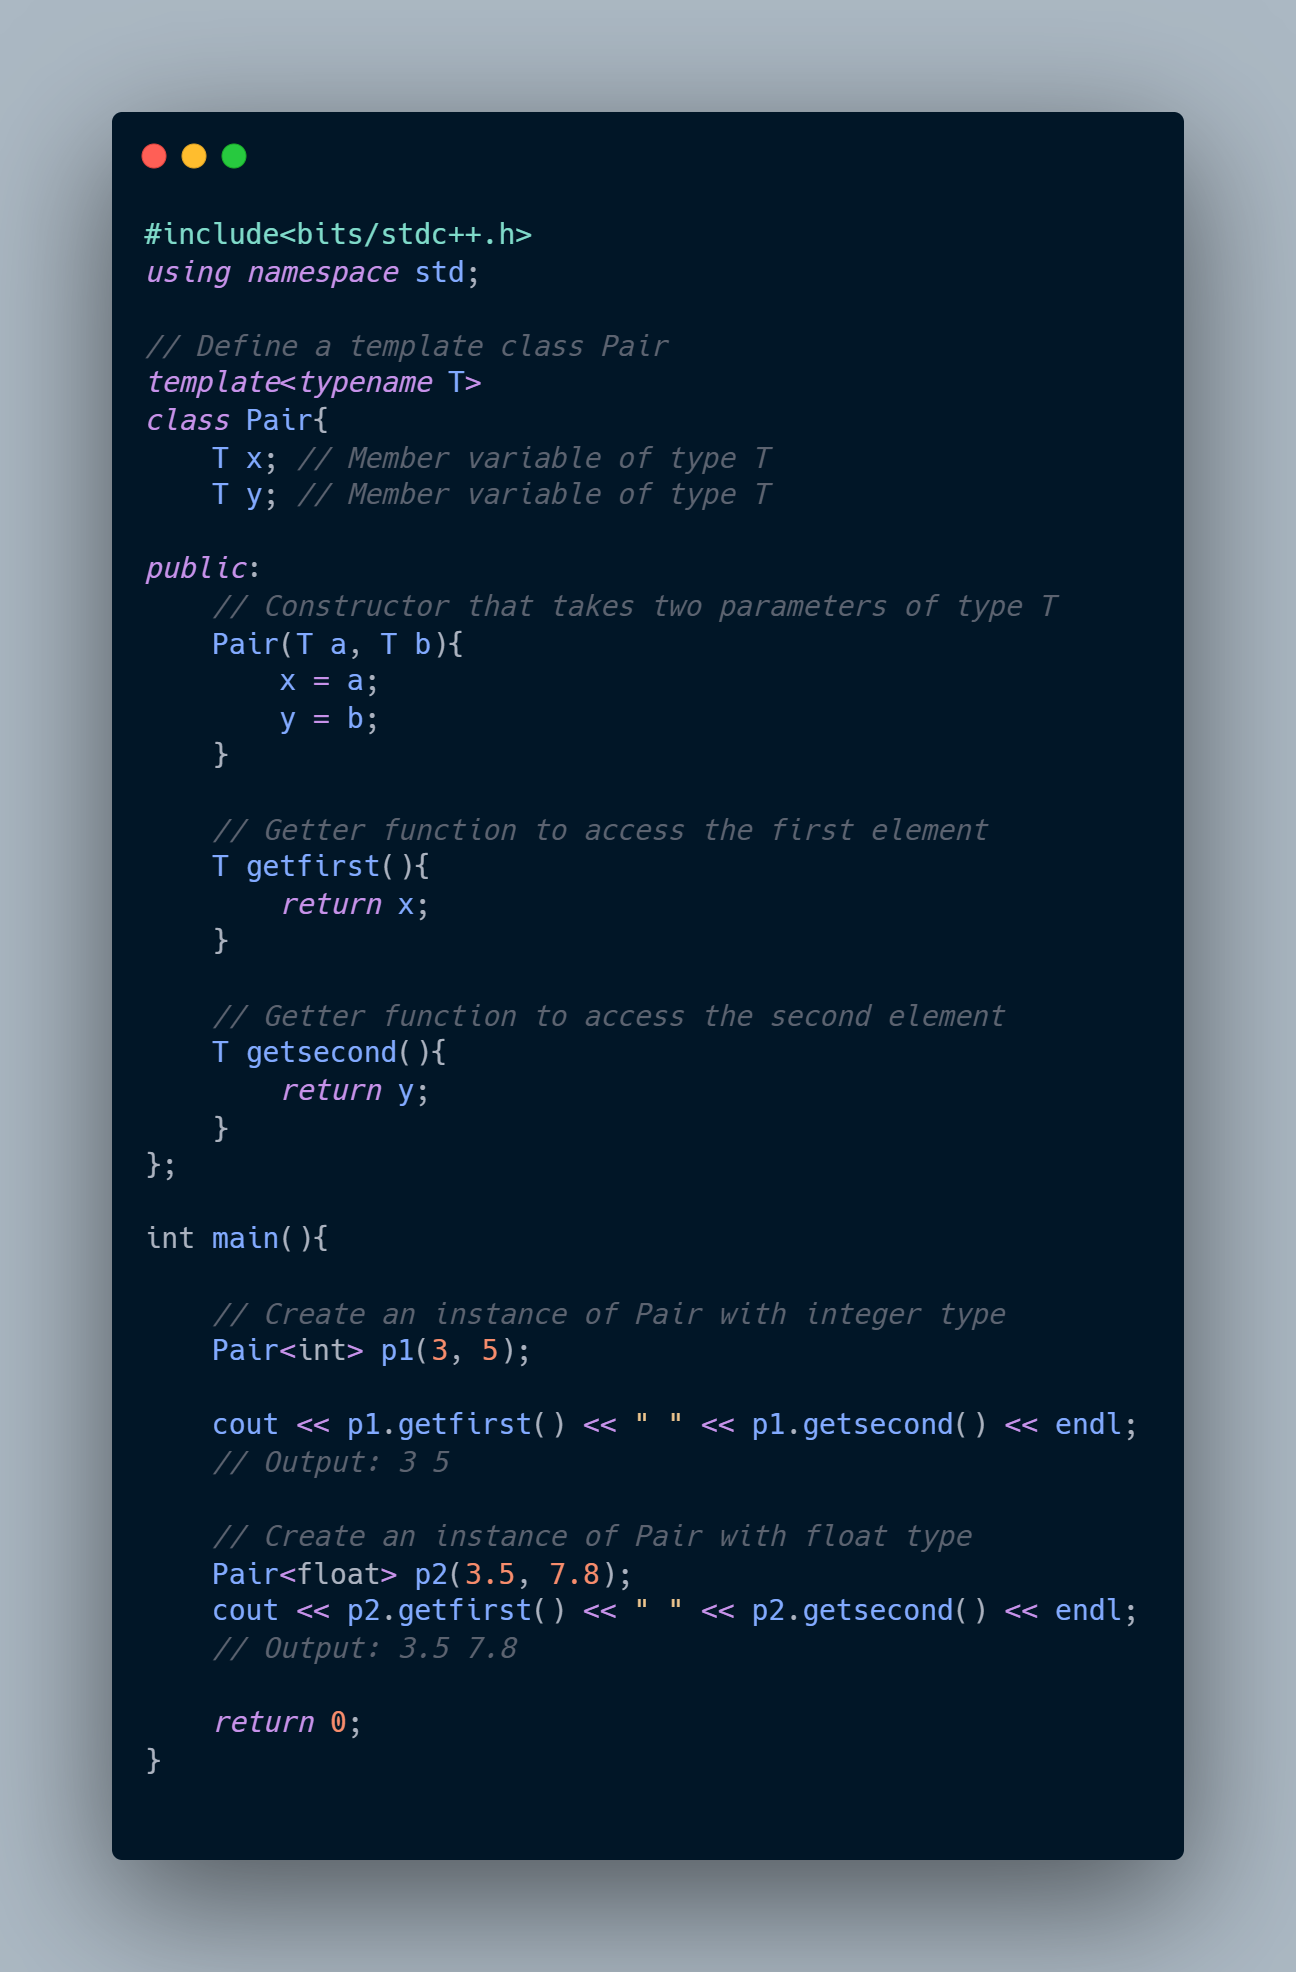 #include<bits/stdc++.h>
using namespace std;

// Define a template class Pair
template<typename T>
class Pair{
    T x; // Member variable of type T
    T y; // Member variable of type T

public:
    // Constructor that takes two parameters of type T
    Pair(T a, T b){
        x = a;
        y = b;
    }

    // Getter function to access the first element
    T getfirst(){
        return x;
    }

    // Getter function to access the second element
    T getsecond(){
        return y;
    }
};

int main(){

    // Create an instance of Pair with integer type
    Pair<int> p1(3, 5);

    cout << p1.getfirst() << " " << p1.getsecond() << endl;
    // Output: 3 5

    // Create an instance of Pair with float type
    Pair<float> p2(3.5, 7.8);
    cout << p2.getfirst() << " " << p2.getsecond() << endl;
    // Output: 3.5 7.8

    return 0;
}